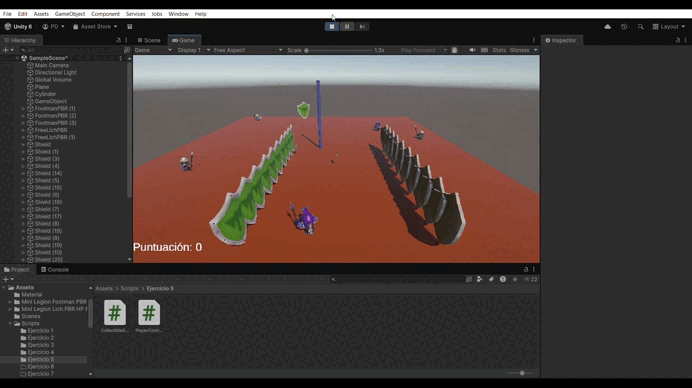 File Edit Assets GameObject Component Services Jobs Window Help
Unity 6 PD Asset Store Layout
Hierarchy Scene Game Inspector
All Game Display 1 Free Aspect Scale 1.3x Play Focused Stats Gizmos
SampleScene*
Main Camera
Directional Light
Global Volume
Plane
Cylinder
GameObject
FootmanPBR (1)
FootmanPBR (2)
FootmanPBR (3)
FreeLichPBR
FreeLichPBR (1)
Shield
Shield (1)
Shield (3)
Shield (4)
Shield (14)
Shield (5)
Shield (15)
Shield (6)
Shield (16)
Shield (7)
Shield (17)
Shield (8)
Shield (18)
Shield (9)
Shield (19)
Shield (10)
Shield (20)
Puntuación: 0
Project Console
22
Assets
Material
Mini Legion Footman PBR
Mini Legion Lich PBR HP
Scenes
Scripts
Ejercicio 1
Ejercicio 2
Ejercicio 3
Ejercicio 4
Ejercicio 5
Ejercicio 6
Ejercicio 7
Assets > Scripts > Ejercicio 5
CollectibleS... PlayerCont...